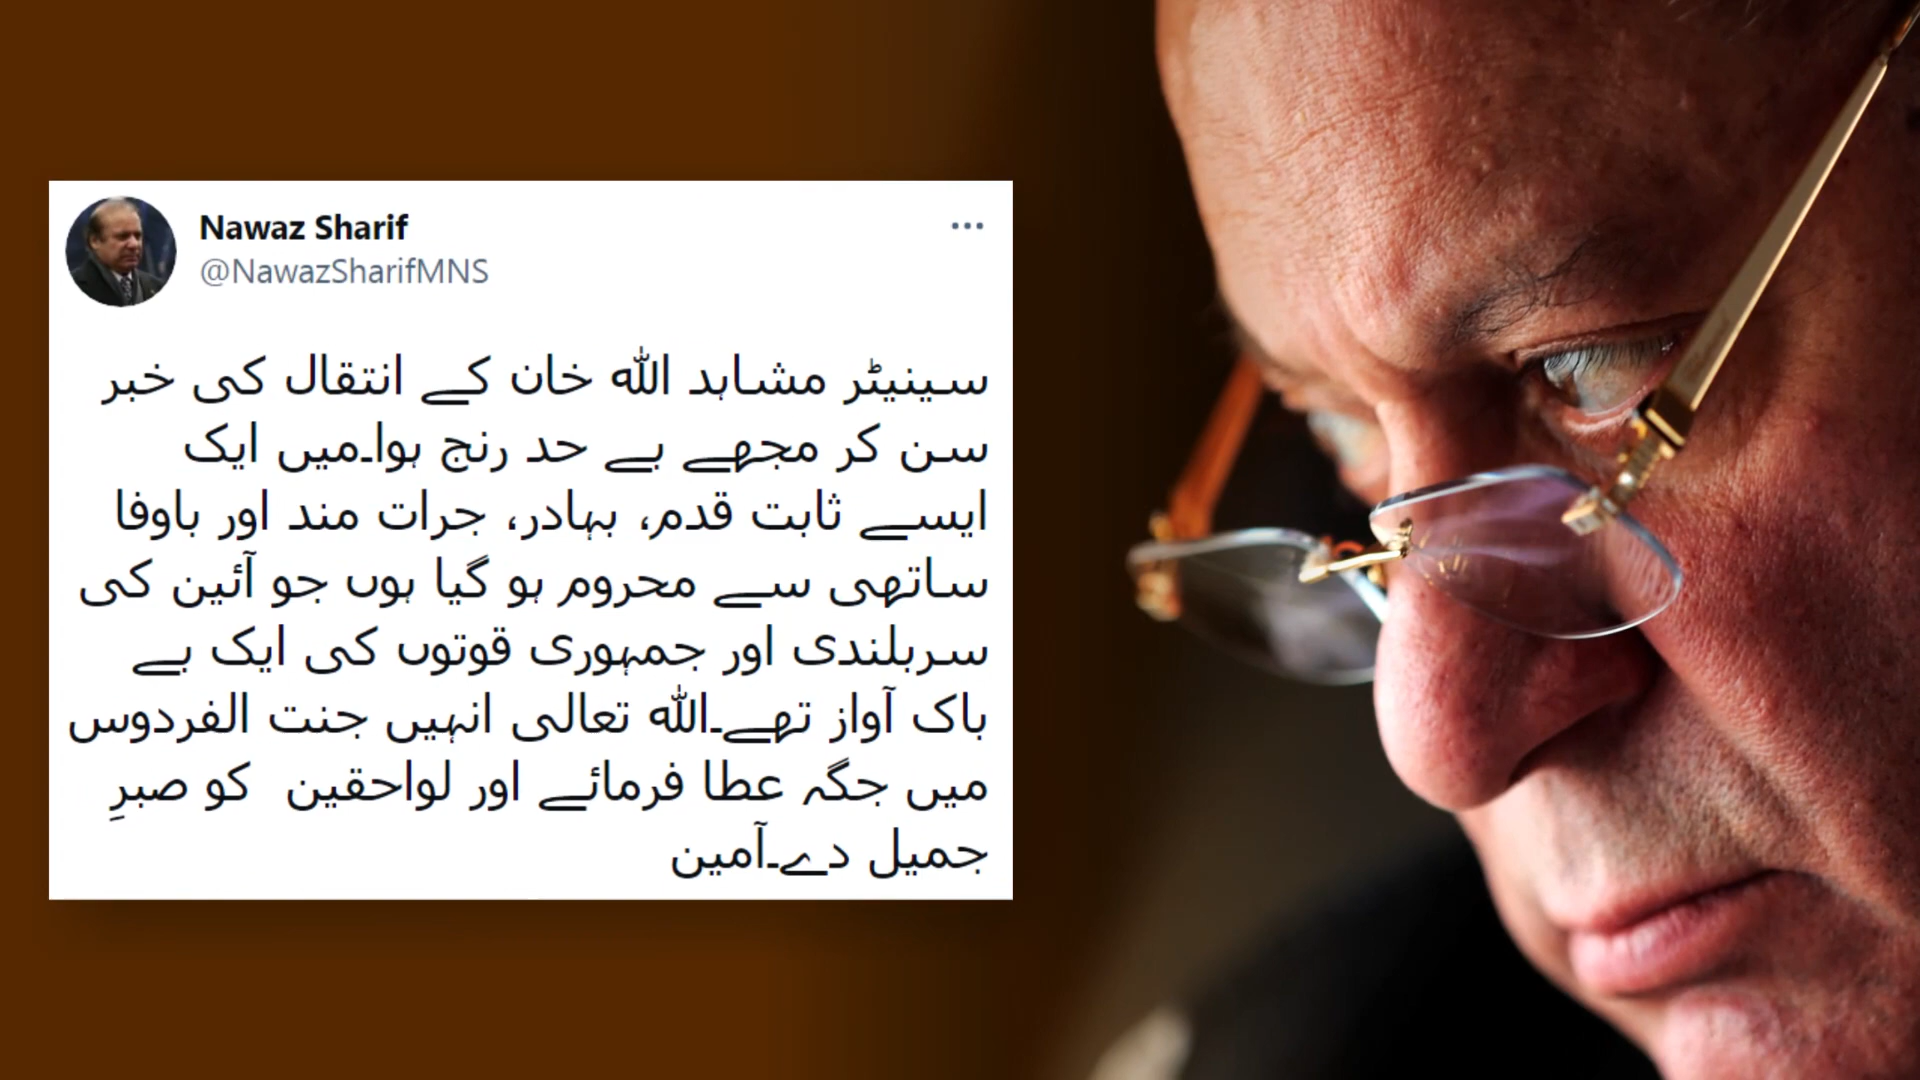 Nawaz Sharif
@NawazSharifMNS
سینیٹر مشاہد اللہ خان کے انتقال کی خبر
سن کر مجھے بے حد رنج ہوا۔میں ایک
ایسے ثابت قدم، بہادر، جرات مند اور باوفا
ساتھی سے محروم ہو گیا ہوں جو آئین کی
سربلندی اور جمہوری قوتوں کی ایک بے
باک آواز تھے۔اللہ تعالی انہیں جنت الفردوس
میں جگہ عطا فرمائے اور لواحقین کو صبرِ
جمیل دے۔آمین